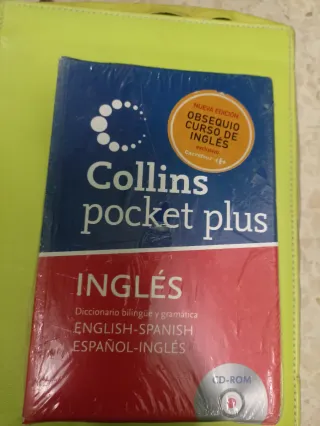 NUEVA EDICIÓN
OBSEQUIO
CURSO DE
INGLÉS
Carrefour
Collins
pocket plus
INGLÉS
Diccionario bilingüe y gramática
ENGLISH-SPANISH
ESPAÑOL-INGLÉS
CD-ROM